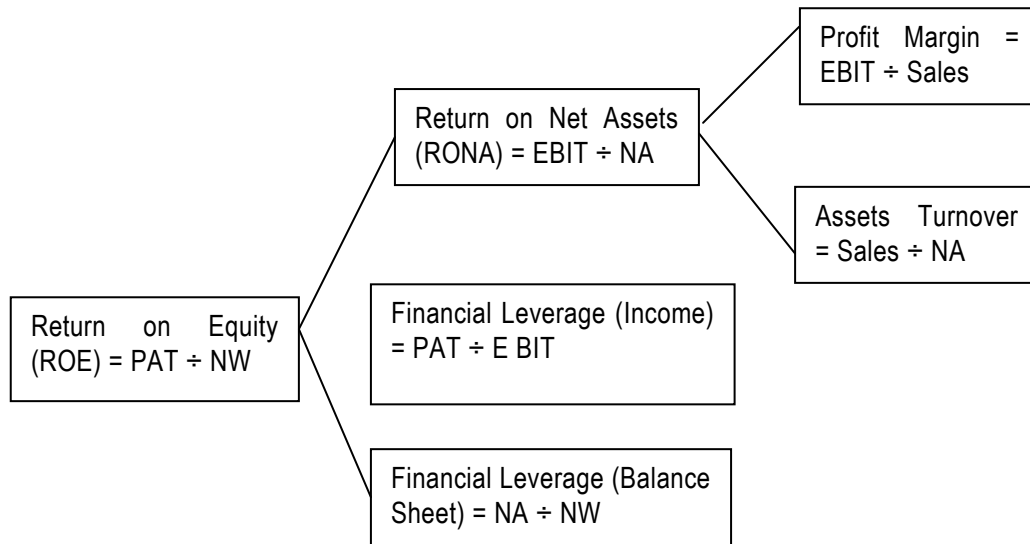 Profit Margin =
EBIT ÷ Sales
Return on Net Assets
(RONA) = EBIT ÷ NA
Assets Turnover
= Sales ÷ NA
Return on Equity
(ROE) = PAT ÷ NW
Financial Leverage (Income)
= PAT ÷ E BIT
Financial Leverage (Balance
Sheet) = NA ÷ NW